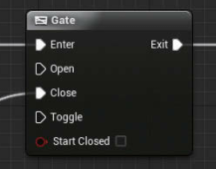 Gate
Enter Exit
Open
Close
Toggle
Start Closed